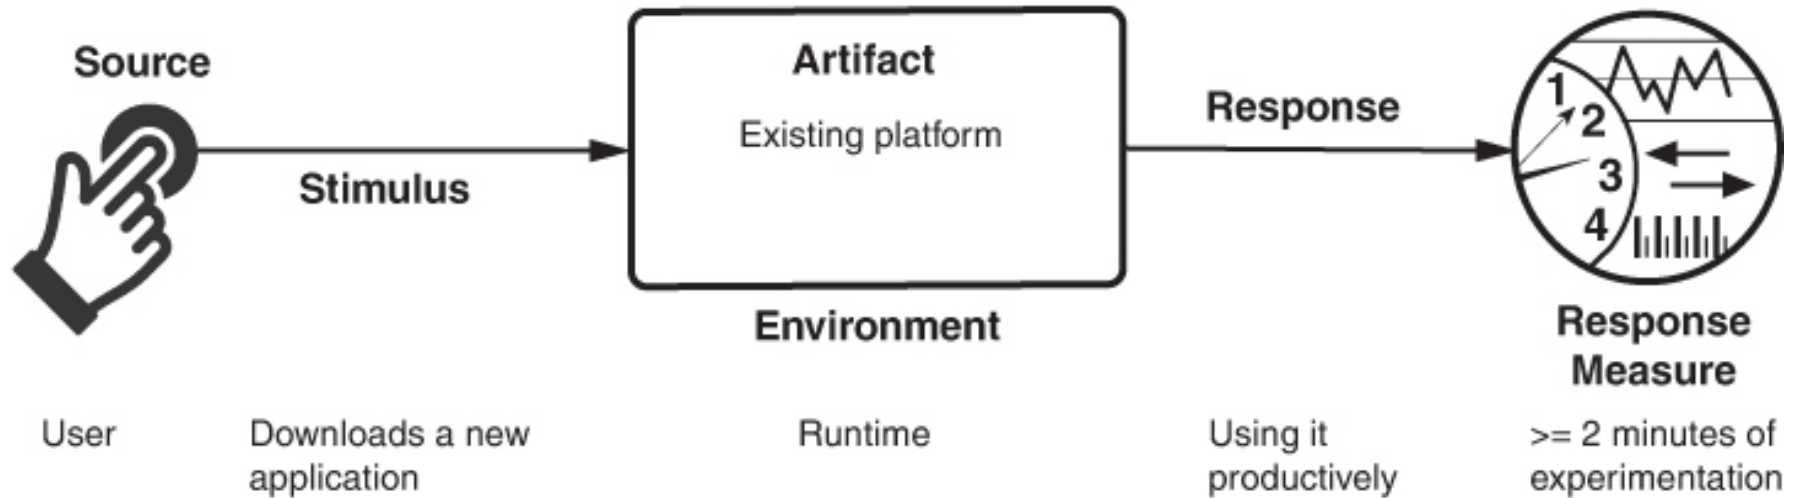 Source
Stimulus
Artifact
Existing platform
Environment
Response
1
2
3
4
Response
Measure
User
Downloads a new
application
Runtime
Using it
productively
>= 2 minutes of
experimentation